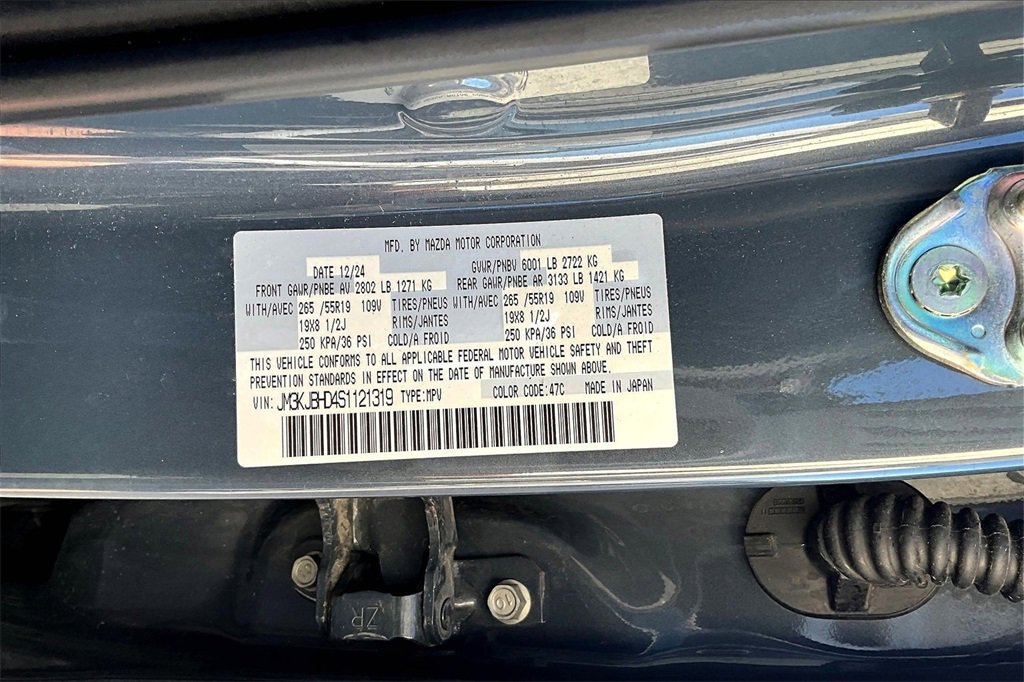 MFD. BY MAZDA MOTOR CORPORATION
DATE 12/24 GVWR/PNBV 6001 LB 2722 KG
FRONT GAWR/PNBE AV 2802 LB 1271 KG REAR GAWR/PNBE AR 3133 LB 1421 KG
WITH/AVEC 265 /55R19 109V TIRES/PNEUS WITH/AVEC 265 /55R19 109V TIRES/PNEUS
19X8 1/2J RIMS/JANTES 19X8 1/2J RIMS/JANTES
250 KPA/36 PSI COLD/A FROID 250 KPA/36 PSI COLD/A FROID
THIS VEHICLE CONFORMS TO ALL APPLICABLE FEDERAL MOTOR VEHICLE SAFETY AND THEFT
PREVENTION STANDARDS IN EFFECT ON THE DATE OF MANUFACTURE SHOWN ABOVE.
VIN: JM3KJBHD4S1121319 TYPE:MPV COLOR CODE:47C MADE IN JAPAN
ZR
10